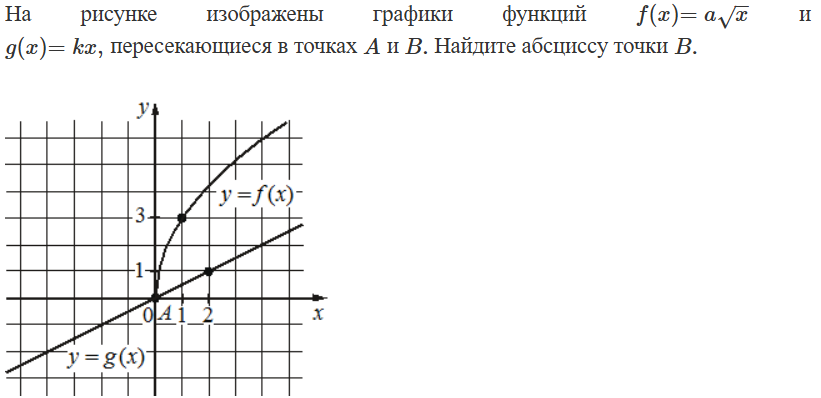 На рисунке изображены графики функций f(x)= a√x и
g(x)= kx, пересекающиеся в точках A и B. Найдите абсциссу точки B.
y
y = f(x)
3
1
0 A 1 2 x
y = g(x)